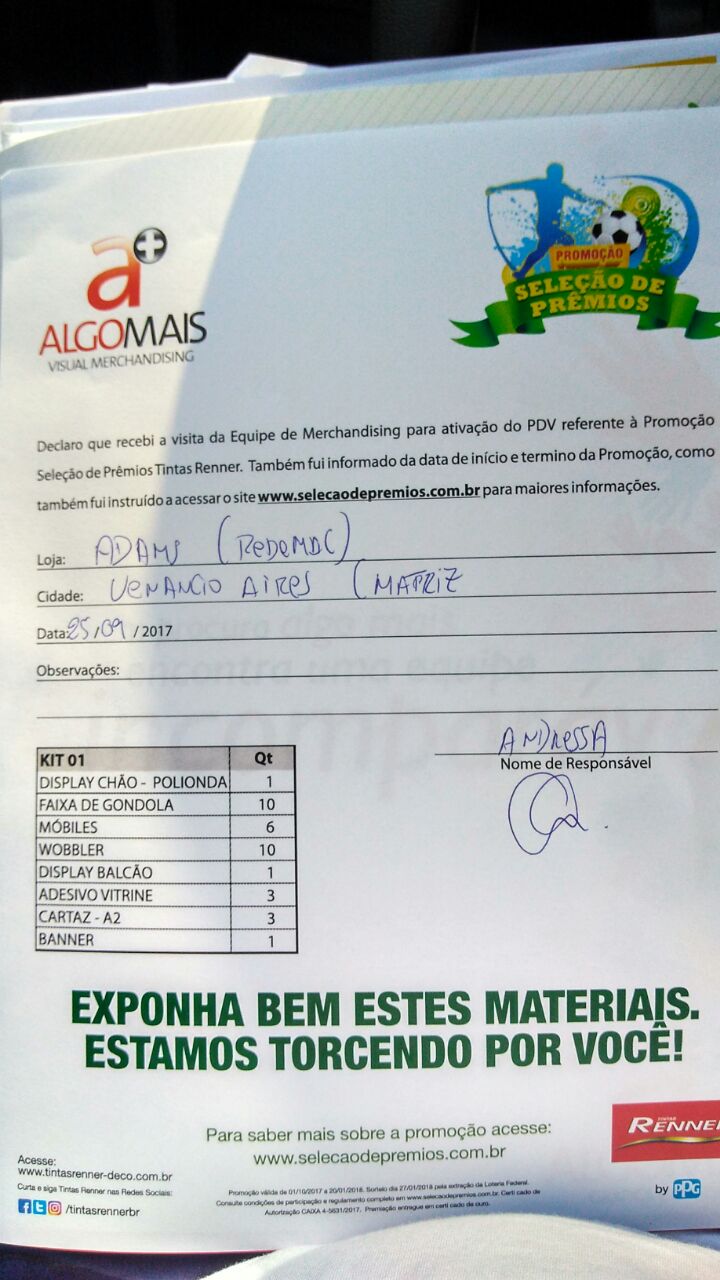 a+
ALGOMAIS
VISUAL MERCHANDISING
PROMOÇÃO
SELEÇÃO DE
PRÊMIOS
Declaro que recebi a visita da Equipe de Merchandising para ativação do PDV referente à Promoção
Seleção de Prêmios Tintas Renner. Também fui informado da data de início e termino da Promoção, como
também fui instruído a acessar o site www.selecaodepremios.com.br para maiores informações.
Loja: ADAMS (REDEMAC)
Cidade: VENANCIO AIRES (MATRIZ
Data: 25/09 / 2017
Observações:
ANDRESSA
Nome de Responsável
KIT 01 Qt
DISPLAY CHÃO - POLIONDA 1
FAIXA DE GONDOLA 10
MÓBILES 6
WOBBLER 10
DISPLAY BALCÃO 1
ADESIVO VITRINE 3
CARTAZ - A2 3
BANNER 1
EXPONHA BEM ESTES MATERIAIS.
ESTAMOS TORCENDO POR VOCÊ!
Para saber mais sobre a promoção acesse:
www.selecaodepremios.com.br
TINTAS
RENNER
by PPG
Acesse:
www.tintasrenner-deco.com.br
Curta e siga Tintas Renner nas Redes Sociais:
/tintasrennerbr
Promoção válida de 01/10/2017 a 20/01/2018. Sorteio dia 27/01/2018 pela extração da Loteria Federal.
Consulte condições de participação e regulamento completo em www.selecaodepremios.com.br. Certi cado de
Autorização CAIXA 4-5631/2017. Premiação entregue em certi cado de ouro.